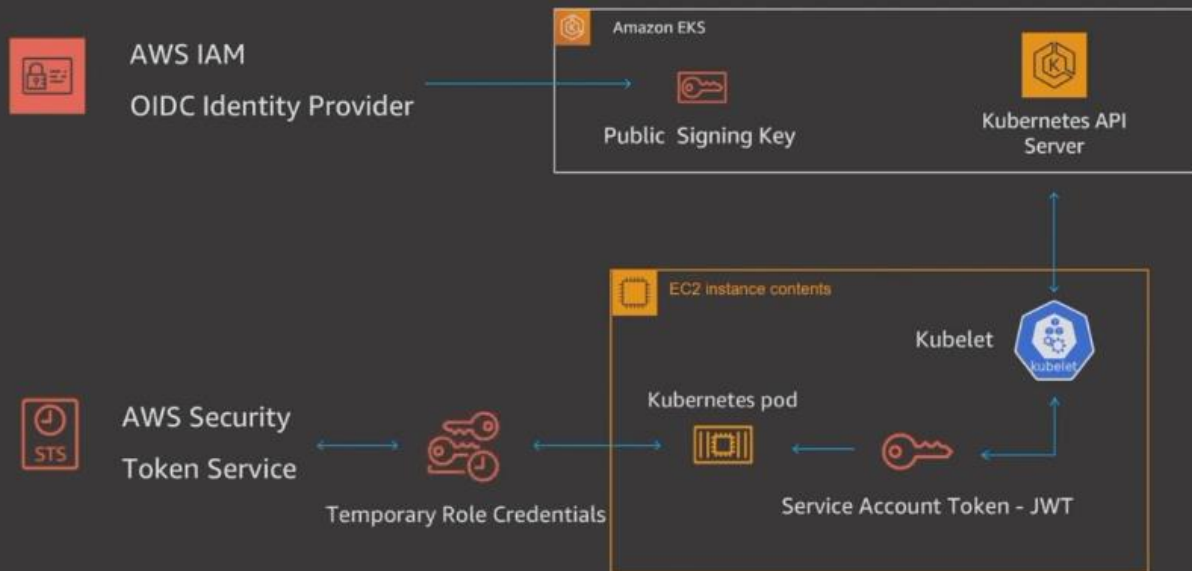 AWS IAM
OIDC Identity Provider
Amazon EKS
Public Signing Key
Kubernetes API
Server
EC2 instance contents
Kubelet
kubelet
Kubernetes pod
Service Account Token - JWT
STS
AWS Security
Token Service
Temporary Role Credentials